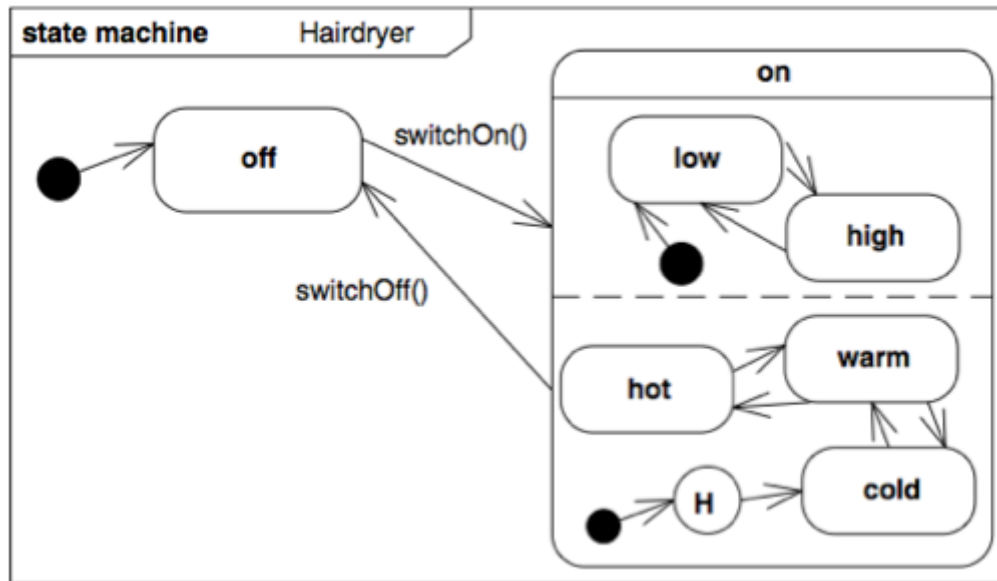 state machine Hairdryer
on
off
switchOn()
low
high
switchOff()
warm
hot
cold
H